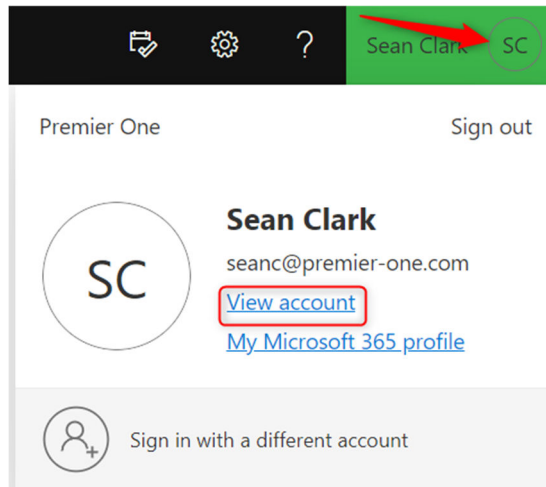 ? Sean Clark SC
Premier One Sign out
SC
Sean Clark
seanc@premier-one.com
View account
My Microsoft 365 profile
Sign in with a different account